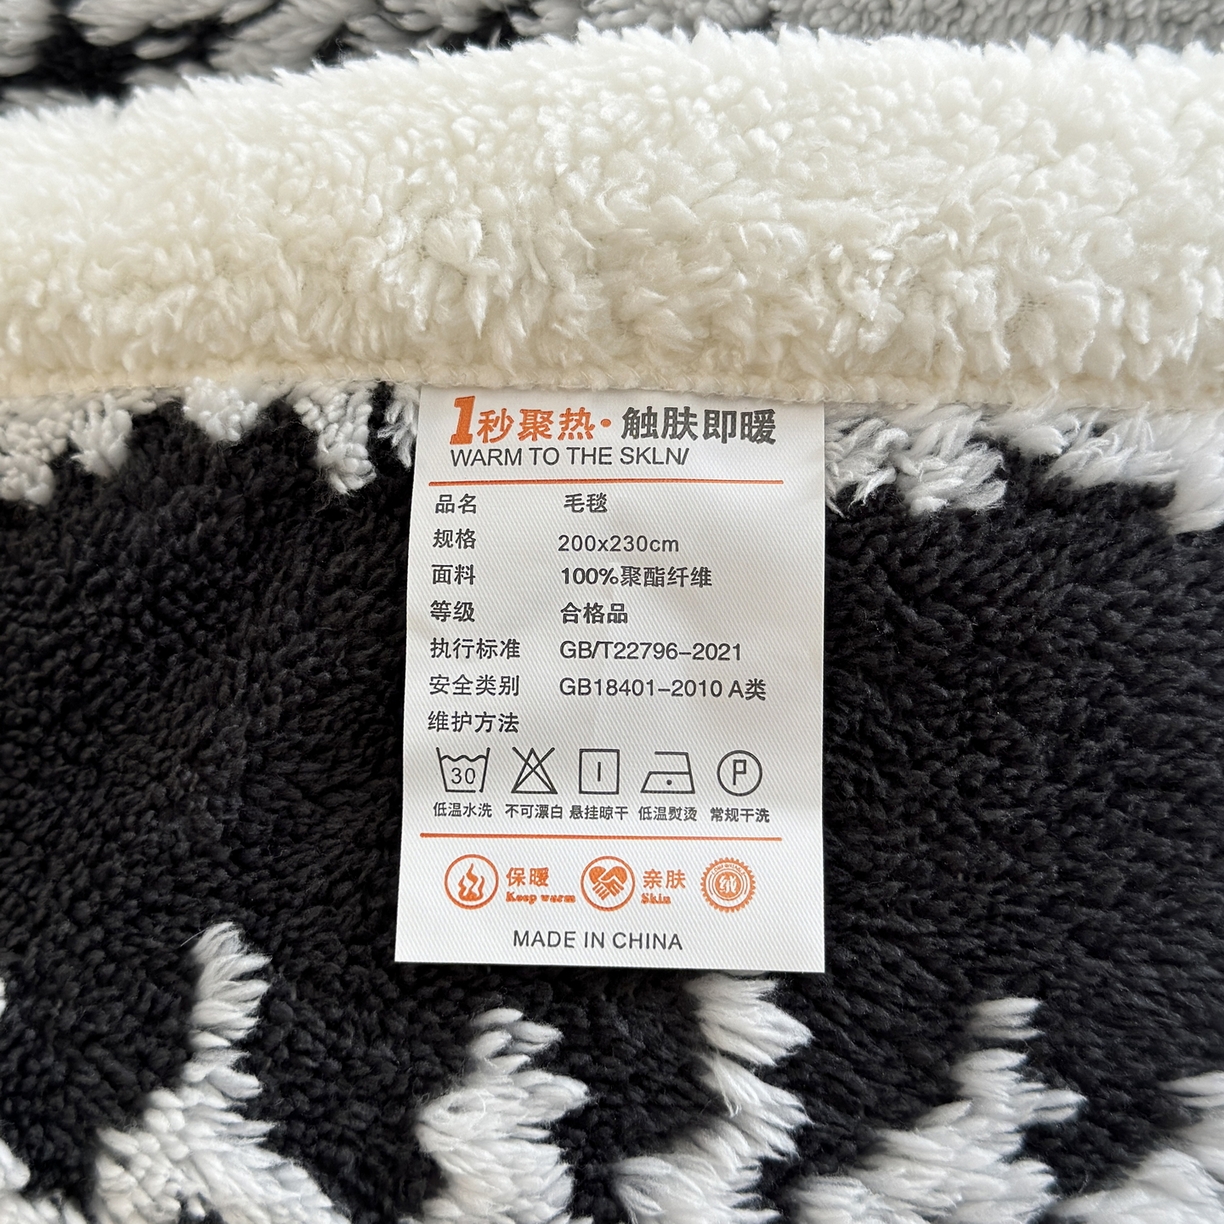 1秒聚热·触肤即暖
WARM TO THE SKLN/
品名 毛毯
规格 200x230cm
面料 100%聚酯纤维
等级 合格品
执行标准 GB/T22796-2021
安全类别 GB18401-2010 A类
维护方法
30 P
低温水洗 不可漂白 悬挂晾干 低温熨烫 常规干洗
保暖 亲肤 绒
Keep warm Skin
MADE IN CHINA